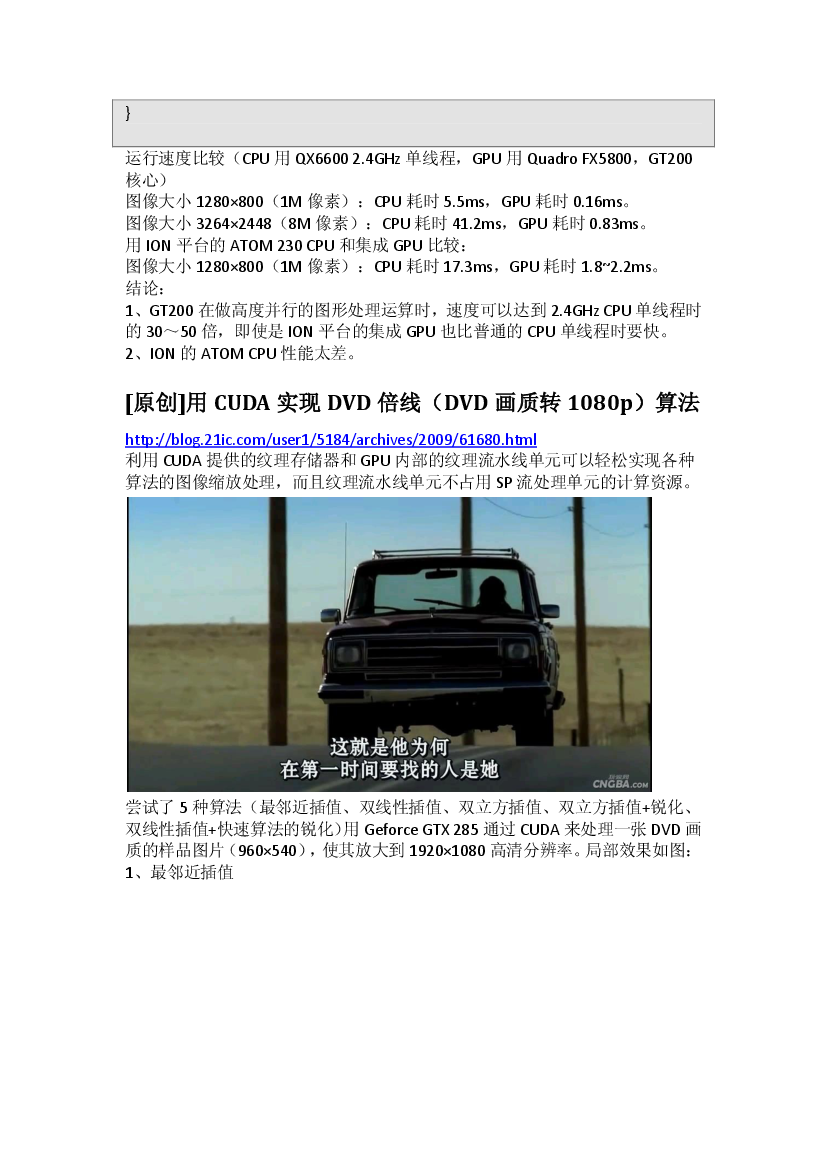 }
运行速度比较（CPU 用 QX6600 2.4GHz 单线程，GPU 用 Quadro FX5800，GT200
核心）
图像大小 1280×800（1M 像素）：CPU 耗时 5.5ms，GPU 耗时 0.16ms。
图像大小 3264×2448（8M 像素）：CPU 耗时 41.2ms，GPU 耗时 0.83ms。
用 ION 平台的 ATOM 230 CPU 和集成 GPU 比较：
图像大小 1280×800（1M 像素）：CPU 耗时 17.3ms，GPU 耗时 1.8~2.2ms。
结论：
1、GT200 在做高度并行的图形处理运算时，速度可以达到 2.4GHz CPU 单线程时
的 30～50 倍，即使是 ION 平台的集成 GPU 也比普通的 CPU 单线程时要快。
2、ION 的 ATOM CPU 性能太差。
[原创]用 CUDA 实现 DVD 倍线（DVD 画质转 1080p）算法
http://blog.21ic.com/user1/5184/archives/2009/61680.html
利用 CUDA 提供的纹理存储器和 GPU 内部的纹理流水线单元可以轻松实现各种
算法的图像缩放处理，而且纹理流水线单元不占用 SP 流处理单元的计算资源。
这就是他为何
在第一时间要找的人是她
CNGBA.COM
尝试了 5 种算法（最邻近插值、双线性插值、双立方插值、双立方插值+锐化、
双线性插值+快速算法的锐化）用 Geforce GTX 285 通过 CUDA 来处理一张 DVD 画
质的样品图片（960×540），使其放大到 1920×1080 高清分辨率。局部效果如图：
1、最邻近插值